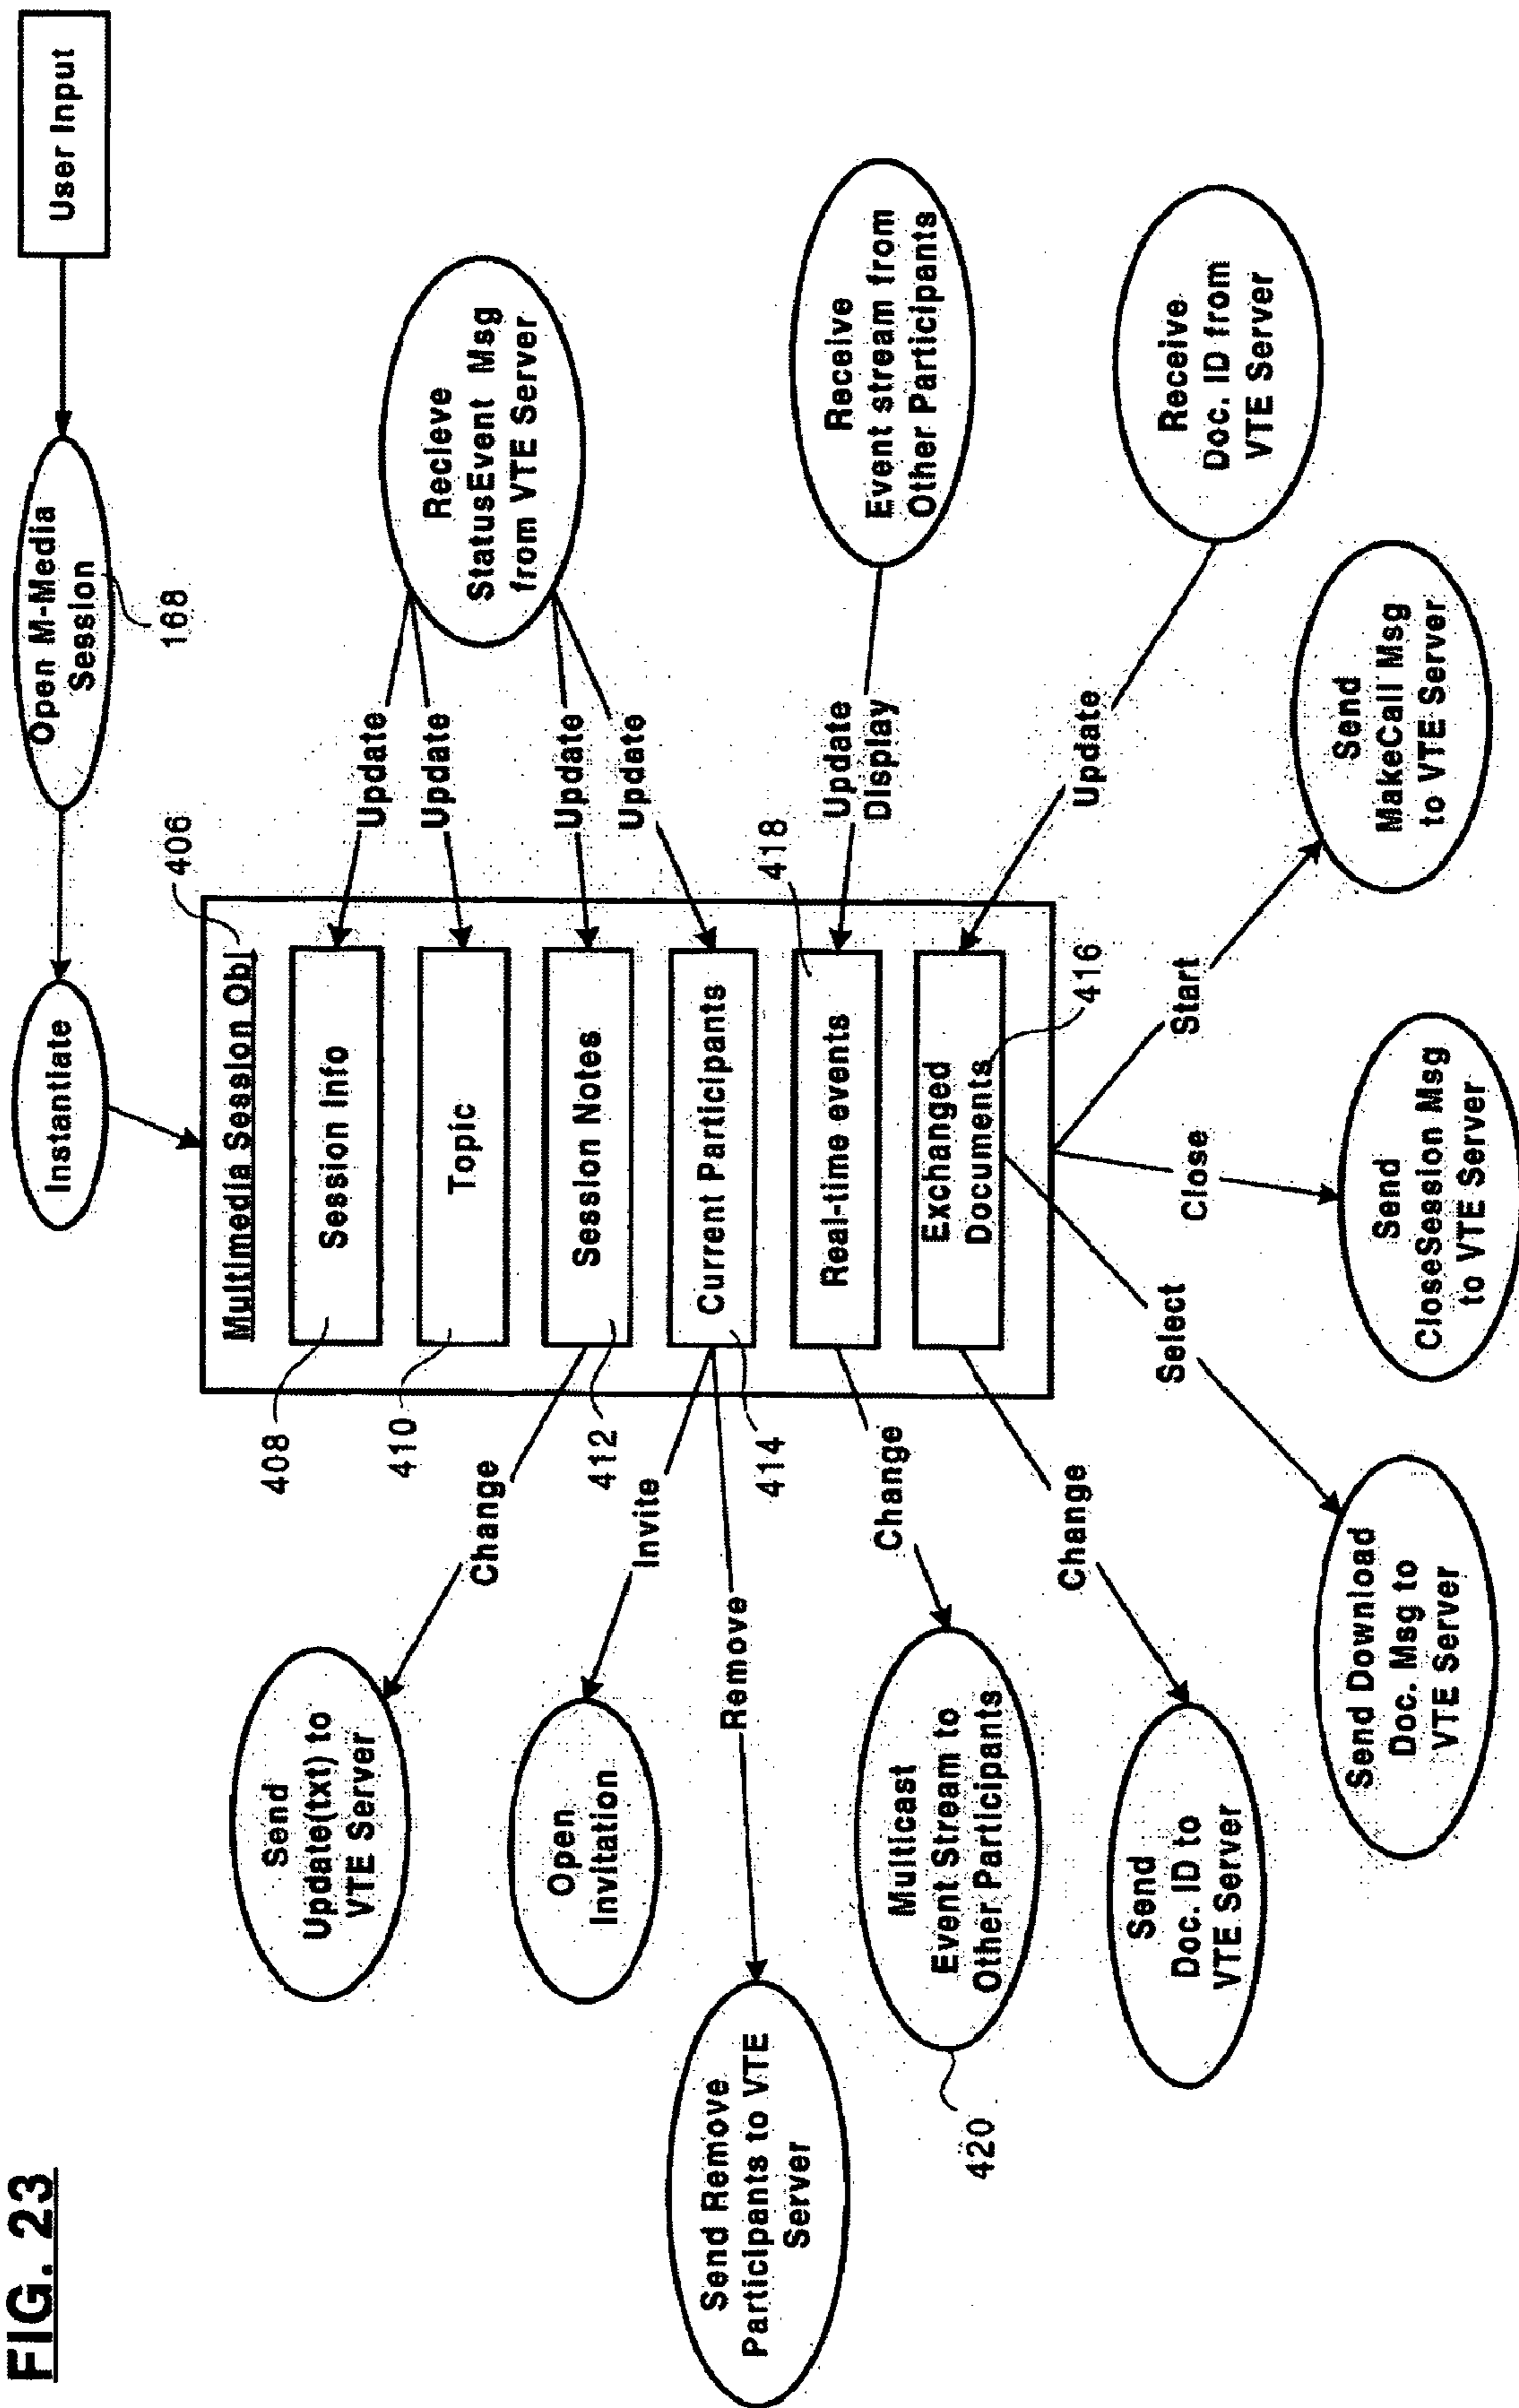 FIG. 23
User Input
Open M-Media
Session
168
Instantiate
Multimedia Session Obj
406
Session Info
408
Topic
410
Session Notes
412
Current Participants
414
Real-time events
418
Exchanged
Documents
416
Update
Update
Update
Update
Recieve
StatusEvent Msg
from VTE Server
Update
Display
Receive
Event stream from
Other Participants
Update
Receive
Doc. ID from
VTE Server
Change
Send
Update(txt) to
VTE Server
Invite
Open
Invitation
Remove
Send Remove
Participants to VTE
Server
Change
Multicast
Event Stream to
Other Participants
420
Change
Send
Doc. ID to
VTE Server
Select
Send Download
Doc. Msg to
VTE Server
Close
Send
CloseSession Msg
to VTE Server
Start
Send
MakeCall Msg
to VTE Server